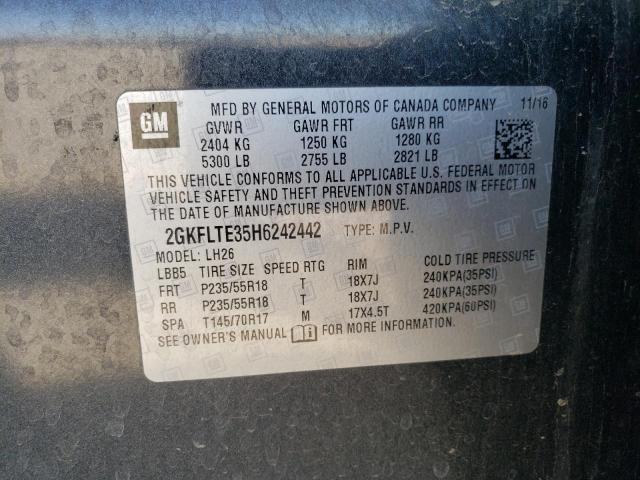 GM
MFD BY GENERAL MOTORS OF CANADA COMPANY 11/16
GVWR GAWR FRT GAWR RR
2404 KG 1250 KG 1280 KG
5300 LB 2755 LB 2821 LB
THIS VEHICLE CONFORMS TO ALL APPLICABLE U.S. FEDERAL MOTOR
VEHICLE SAFETY AND THEFT PREVENTION STANDARDS IN EFFECT ON
THE DATE OF MANUFACTURE SHOWN ABOVE.
2GKFLTE35H6242442 TYPE: M.P.V.
MODEL: LH26
LBB5 TIRE SIZE SPEED RTG RIM COLD TIRE PRESSURE
FRT P235/55R18 T 18X7J 240KPA(35PSI)
RR P235/55R18 T 18X7J 240KPA(35PSI)
SPA T145/70R17 M 17X4.5T 420KPA(60PSI)
SEE OWNER'S MANUAL FOR MORE INFORMATION.